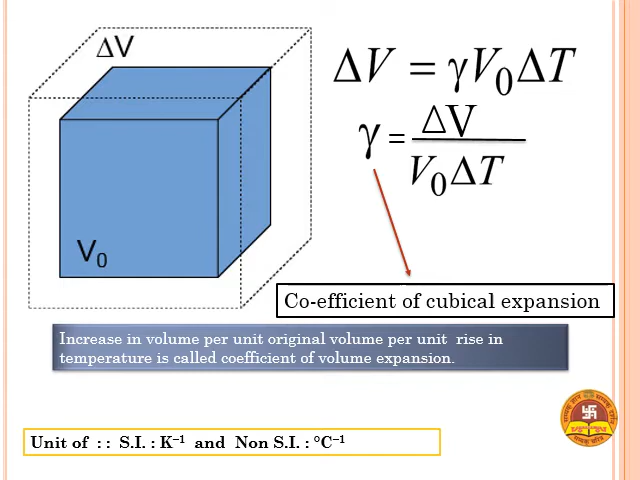 ΔV
V₀
ΔV = γV₀ΔT
γ = ΔV
V₀ΔT
Co-efficient of cubical expansion
Increase in volume per unit original volume per unit rise in
temperature is called coefficient of volume expansion.
Unit of : : S.I. : K⁻¹ and Non S.I. : °C⁻¹